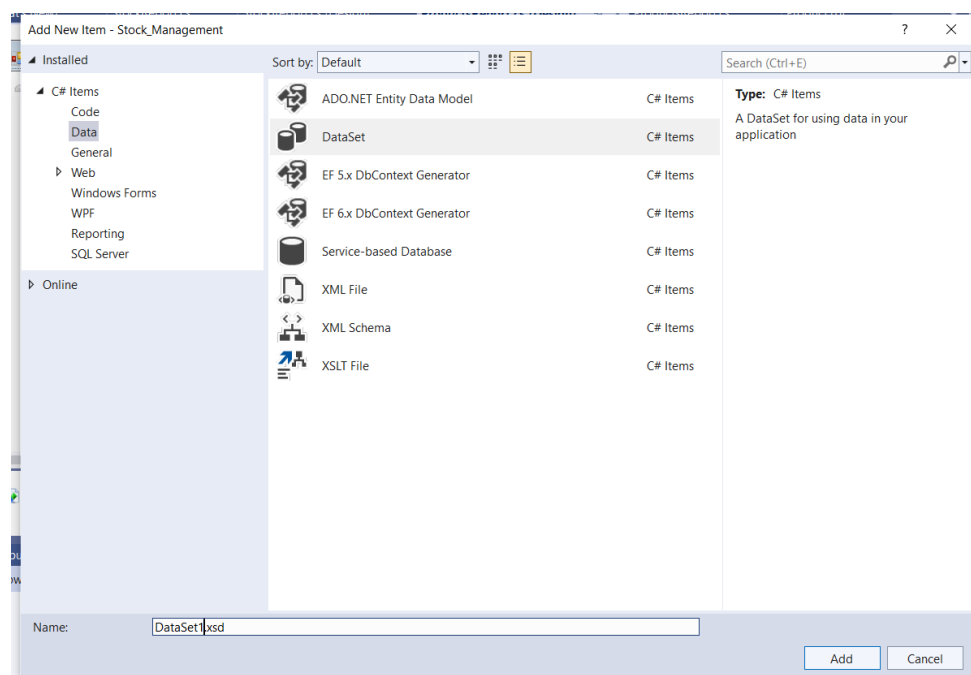 Add New Item - Stock_Management ?
Installed
Sort by: Default
Search (Ctrl+E)
C# Items
Code
Data
General
Web
Windows Forms
WPF
Reporting
SQL Server
Online
ADO.NET Entity Data Model C# Items
DataSet C# Items
EF 5.x DbContext Generator C# Items
EF 6.x DbContext Generator C# Items
Service-based Database C# Items
XML File C# Items
XML Schema C# Items
XSLT File C# Items
Type: C# Items
A DataSet for using data in your
application
Name: DataSet1.xsd
Add Cancel